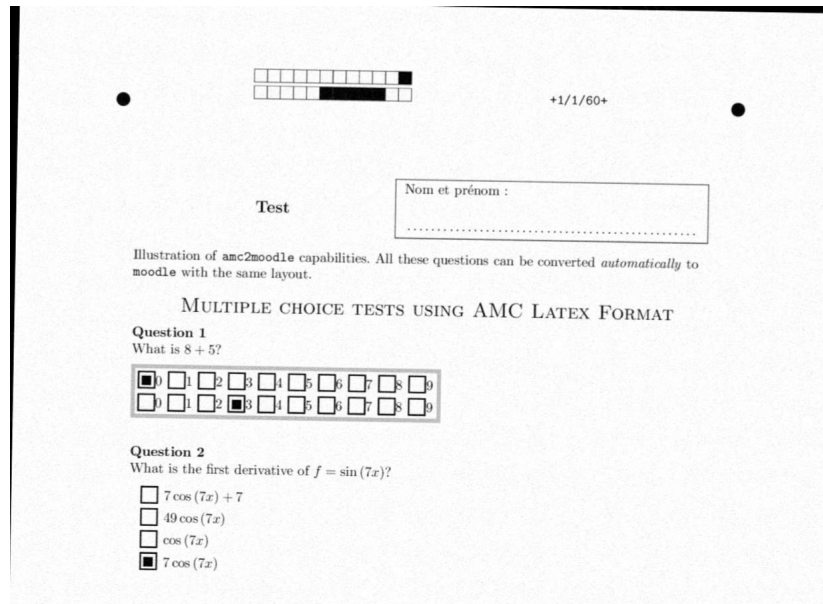 +1/1/60+
Test
Nom et prénom :
Illustration of amc2moodle capabilities. All these questions can be converted automatically to
moodle with the same layout.
MULTIPLE CHOICE TESTS USING AMC LATEX FORMAT
Question 1
What is 8 + 5?
0 1 2 3 4 5 6 7 8 9
0 1 2 3 4 5 6 7 8 9
Question 2
What is the first derivative of f = sin (7x)?
7 cos (7x) + 7
49 cos (7x)
cos (7x)
7 cos (7x)